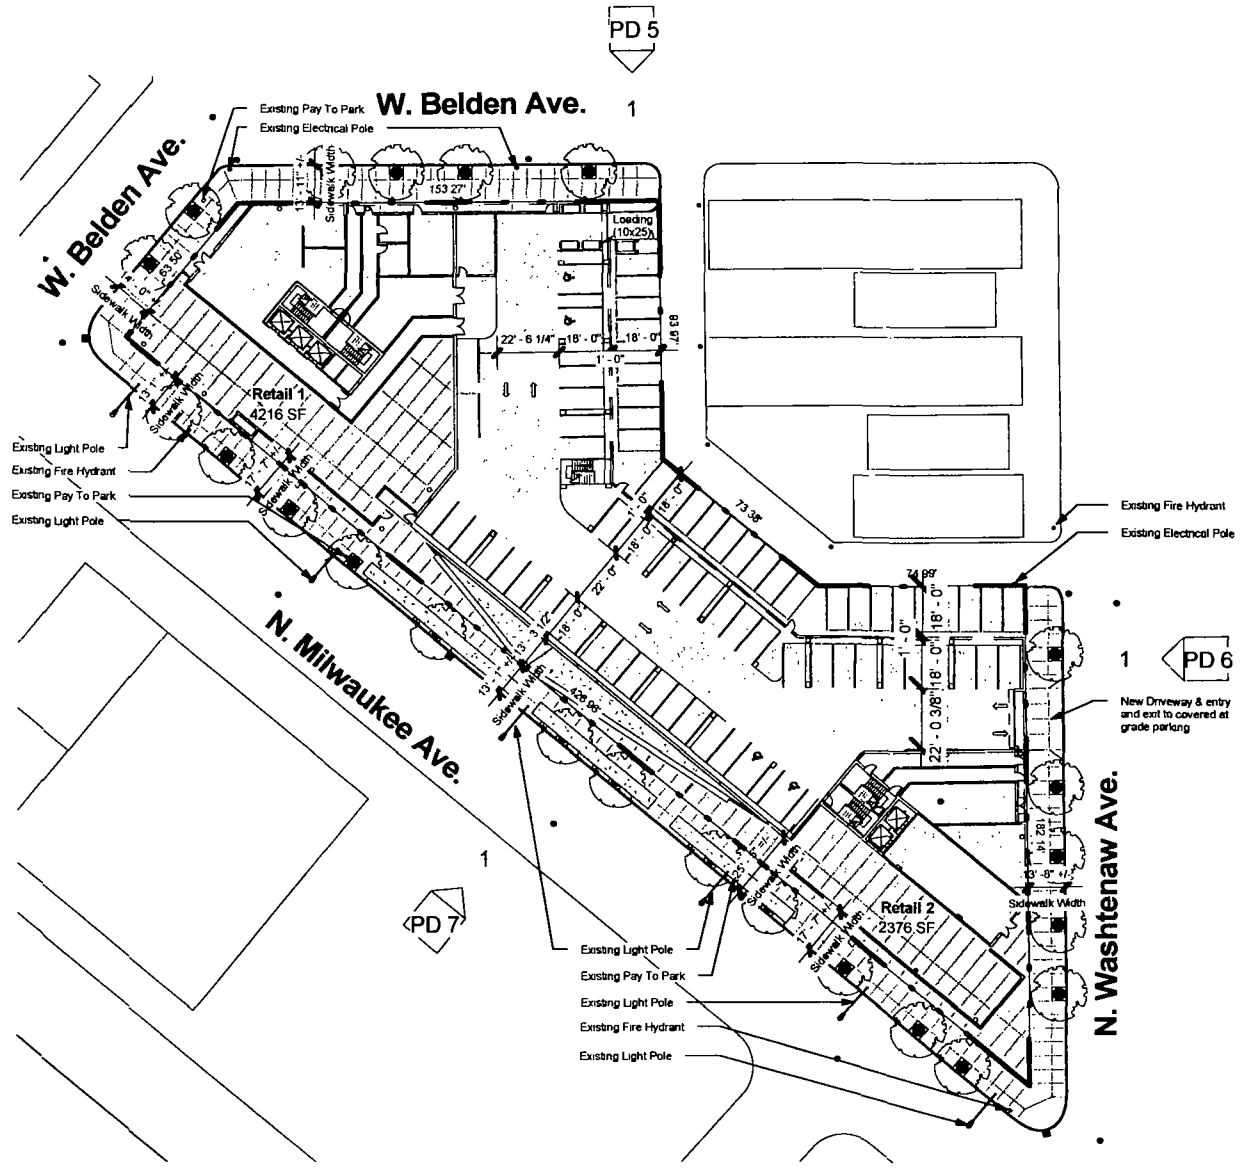 PD 5
Existing Pay To Park
W. Belden Ave.
1
Existing Electrical Pole
W. Belden Ave.
13' - 11" +/-
Sidewalk Width
153 27'
Loading
(10x25)
63 50'
0"
Sidewalk Width
93 97'
22' - 6 1/4"
18' - 0"
18' - 0"
1' - 0"
13' - 1" +/-
Sidewalk Width
Retail 1
4216 SF
Existing Light Pole
Existing Fire Hydrant
Existing Pay To Park
Existing Light Pole
17' - 7"
Sidewalk Width
18' - 0"
1' - 0"
18' - 0"
73 38'
22' - 0"
18' - 0"
Existing Fire Hydrant
Existing Electrical Pole
74 99'
18' - 0"
1' - 0"
18' - 0"
22' - 0 3/8"
N. Milwaukee Ave.
13' - 1" +/-
Sidewalk Width
426 96'
1
PD 6
New Driveway & entry
and exit to covered at
grade parking
182 14'
13' -8" +/-
Sidewalk Width
N. Washtenaw Ave.
1
PD 7
Sidewalk Width
Retail 2
2376 SF
17' - 7" +/-
Sidewalk Width
Existing Light Pole
Existing Pay To Park
Existing Light Pole
Existing Fire Hydrant
Existing Light Pole